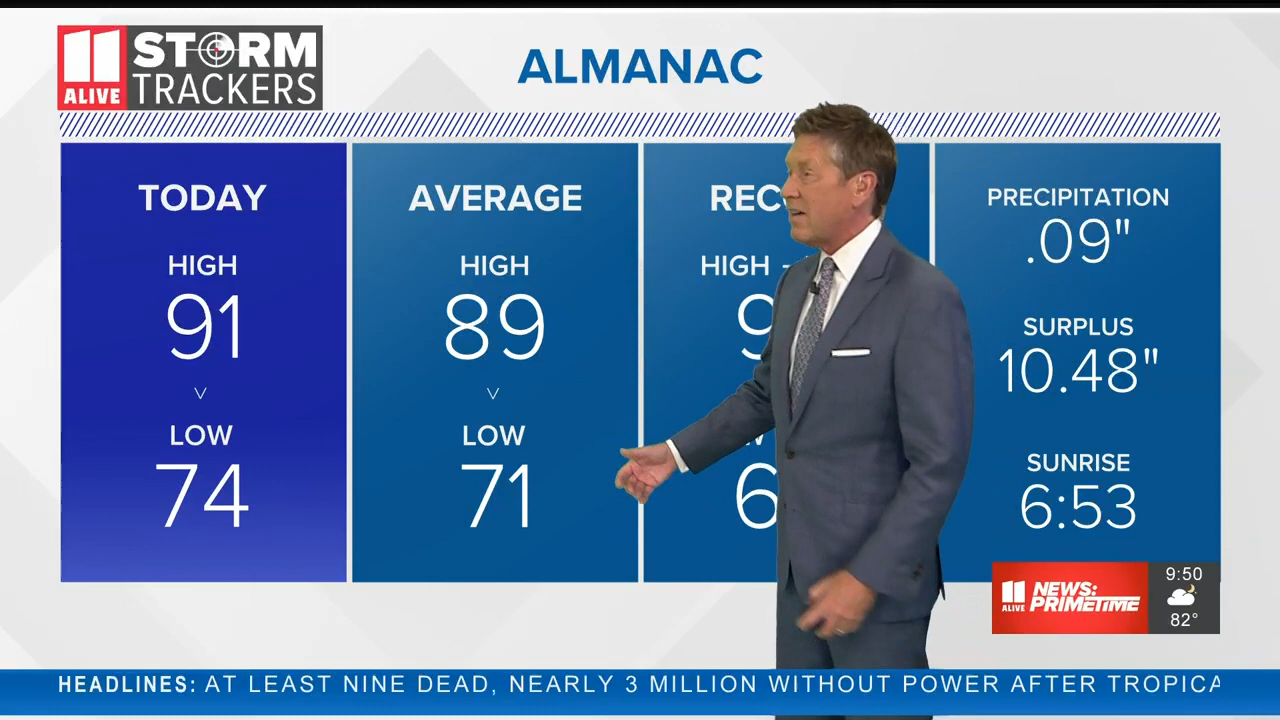 11
ALIVE
STORM
TRACKERS
ALMANAC
TODAY
HIGH
91
LOW
74
AVERAGE
HIGH
89
LOW
71
HIGH
PRECIPITATION
.09"
SURPLUS
10.48"
SUNRISE
6:53
11
ALIVE
NEWS:
PRIMETIME
9:50
82°
HEADLINES: AT LEAST NINE DEAD, NEARLY 3 MILLION WITHOUT POWER AFTER